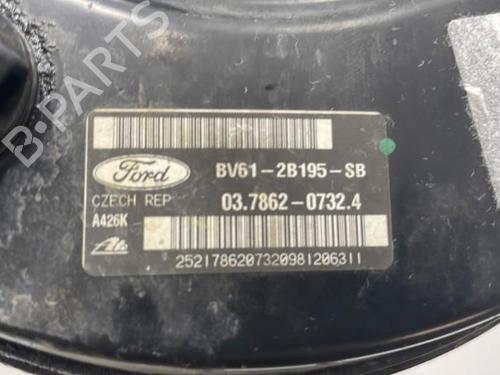 B-PARTS
Ford
BV61-2B195-SB
CZECH REP
03.7862-0732.4
A426K
Ate
2521786207320981206311